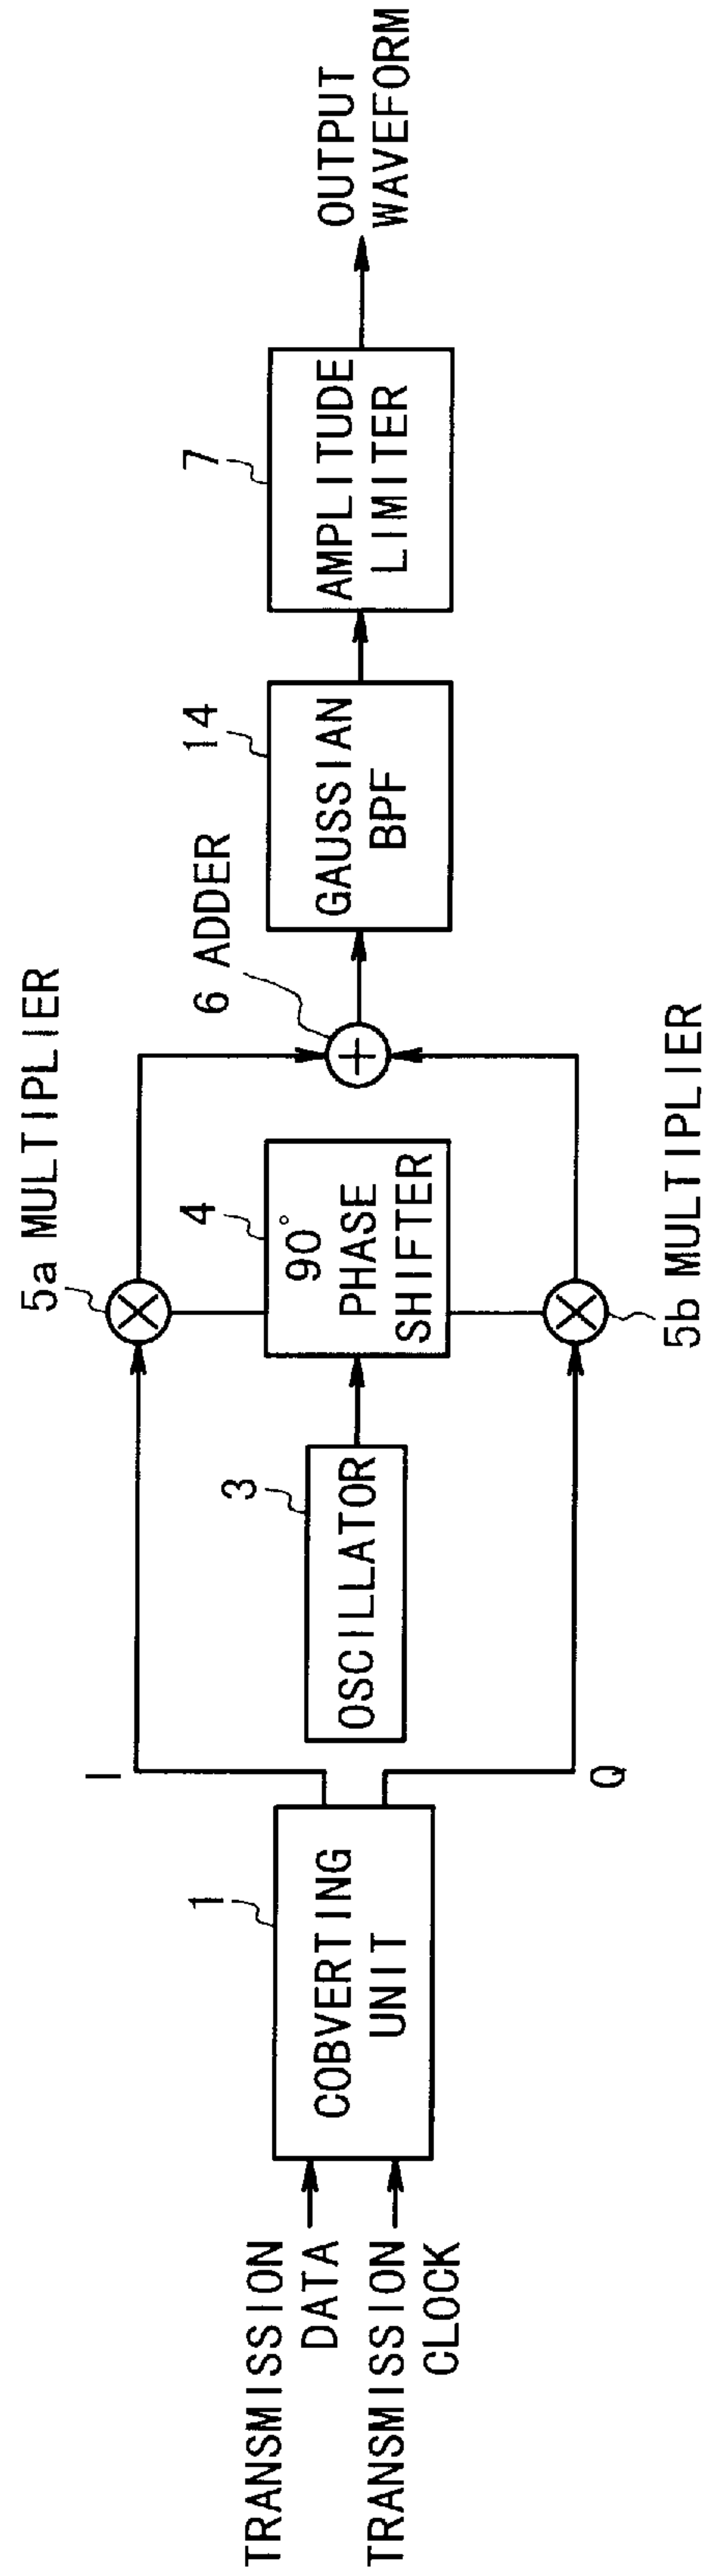 TRANSMISSION
DATA
TRANSMISSION
CLOCK
1
COBVERTING
UNIT
I
Q
3
OSCILLATOR
5a MULTIPLIER
4
90°
PHASE
SHIFTER
5b MULTIPLIER
6 ADDER
14
GAUSSIAN
BPF
7
AMPLITUDE
LIMITER
OUTPUT
WAVEFORM